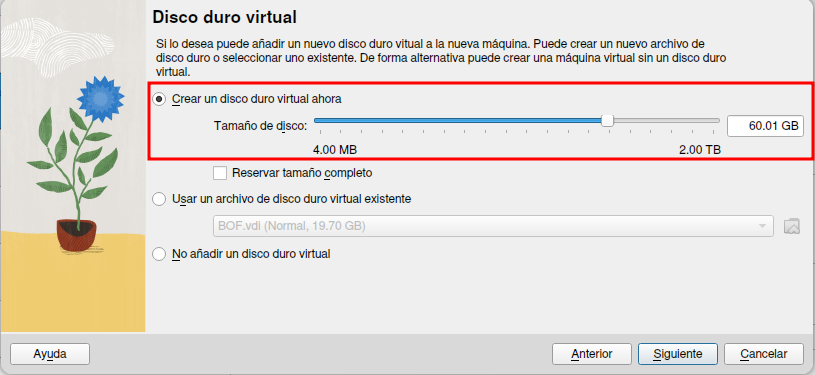 Disco duro virtual
Si lo desea puede añadir un nuevo disco duro vitual a la nueva máquina. Puede crear un nuevo archivo de
disco duro o seleccionar uno existente. De forma alternativa puede crear una máquina virtual sin un disco duro
virtual.
Crear un disco duro virtual ahora
Tamaño de disco:
60.01 GB
4.00 MB
2.00 TB
Reservar tamaño completo
Usar un archivo de disco duro virtual existente
BOF.vdl (Normal, 19.70 GB)
No añadir un disco duro virtual
Ayuda
Anterior
Siguiente
Cancelar